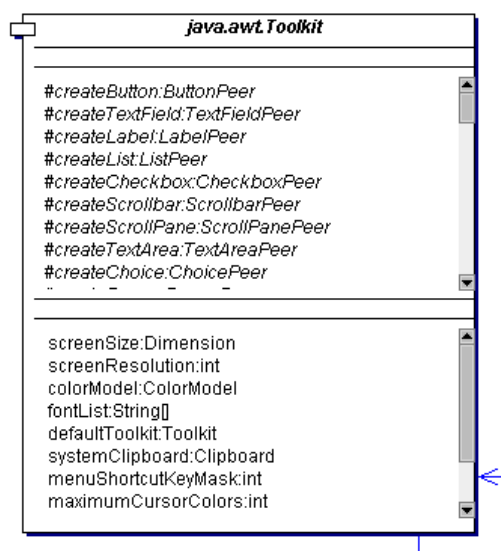 java.awt.Toolkit
#createButton:ButtonPeer
#createTextField:TextFieldPeer
#createLabel:LabelPeer
#createList:ListPeer
#createCheckbox:CheckboxPeer
#createScrollbar:ScrollbarPeer
#createScrollPane:ScrollPanePeer
#createTextArea:TextAreaPeer
#createChoice:ChoicePeer
screenSize:Dimension
screenResolution:int
colorModel:ColorModel
fontList:String[]
defaultToolkit:Toolkit
systemClipboard:Clipboard
menuShortcutKeyMask:int
maximumCursorColors:int